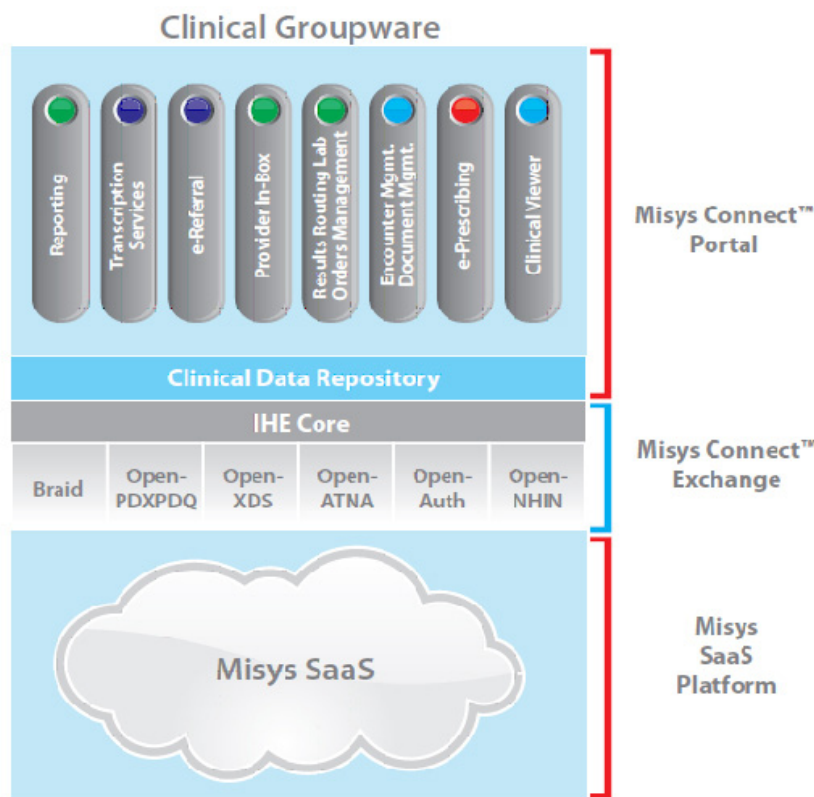 Clinical Groupware
Reporting
Transcription
Services
e-Referral
Provider In-Box
Results Routing Lab
Orders Management
Encounter Mgmt.
Document Mgmt.
e-Prescribing
Clinical Viewer
Misys Connect™
Portal
Clinical Data Repository
IHE Core
Braid
Open-
PDXPDQ
Open-
XDS
Open-
ATNA
Open-
Auth
Open-
NHIN
Misys Connect™
Exchange
Misys SaaS
Misys
SaaS
Platform